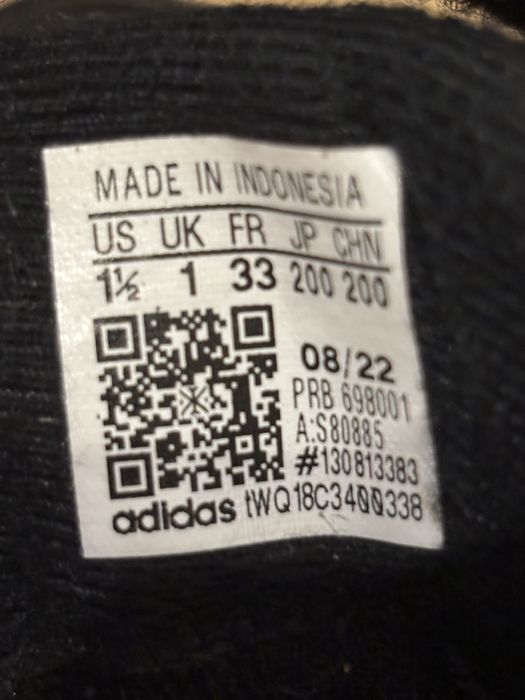 MADE IN INDONESIA
US UK FR JP CHN
1½ 1 33 200 200
08/22
PRB 698001
A:S80885
#130813383
adidas tWQ18C3400338